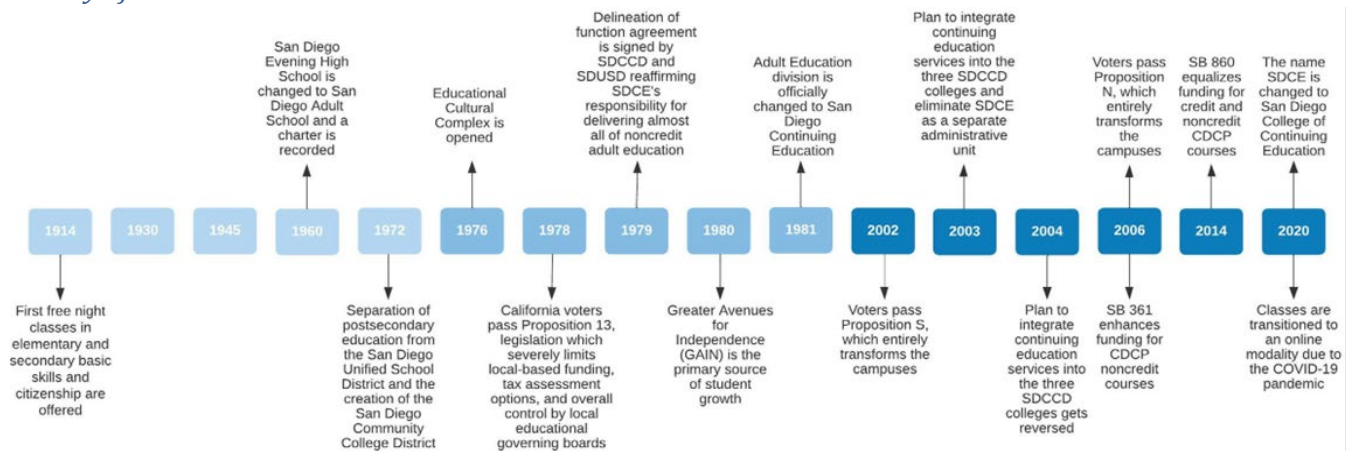 San Diego
Evening High
School is
changed to San
Diego Adult
School and a
charter is
recorded
Educational
Cultural
Complex is
opened
Delineation of
function agreement
is signed by
SDCCD and
SDUSD reaffirming
SDCE's
responsibility for
delivering almost
all of noncredit
adult education
Adult Education
division is
officially
changed to San
Diego
Continuing
Education
Plan to integrate
continuing
education
services into the
three SDCCD
colleges and
eliminate SDCE
as a separate
administrative
unit
Voters pass
Proposition
N, which
entirely
transforms
the
campuses
SB 860
equalizes
funding for
credit and
noncredit
CDCP
courses
The name
SDCE is
changed to
San Diego
College of
Continuing
Education
1914
1930
1945
1960
1972
1976
1978
1979
1980
1981
2002
2003
2004
2006
2014
2020
First free night
classes in
elementary and
secondary basic
skills and
citizenship are
offered
Separation of
postsecondary
education from
the San Diego
Unified School
District and the
creation of the
San Diego
Community
College District
California voters
pass Proposition 13,
legislation which
severely limits
local-based funding,
tax assessment
options, and overall
control by local
educational
governing boards
Greater Avenues
for
Independence
(GAIN) is the
primary source
of student
growth
Voters pass
Proposition S,
which entirely
transforms the
campuses
Plan to
integrate
continuing
education
services into
the three
SDCCD
colleges gets
reversed
SB 361
enhances
funding for
CDCP
noncredit
courses
Classes are
transitioned to
an online
modality due to
the COVID-19
pandemic